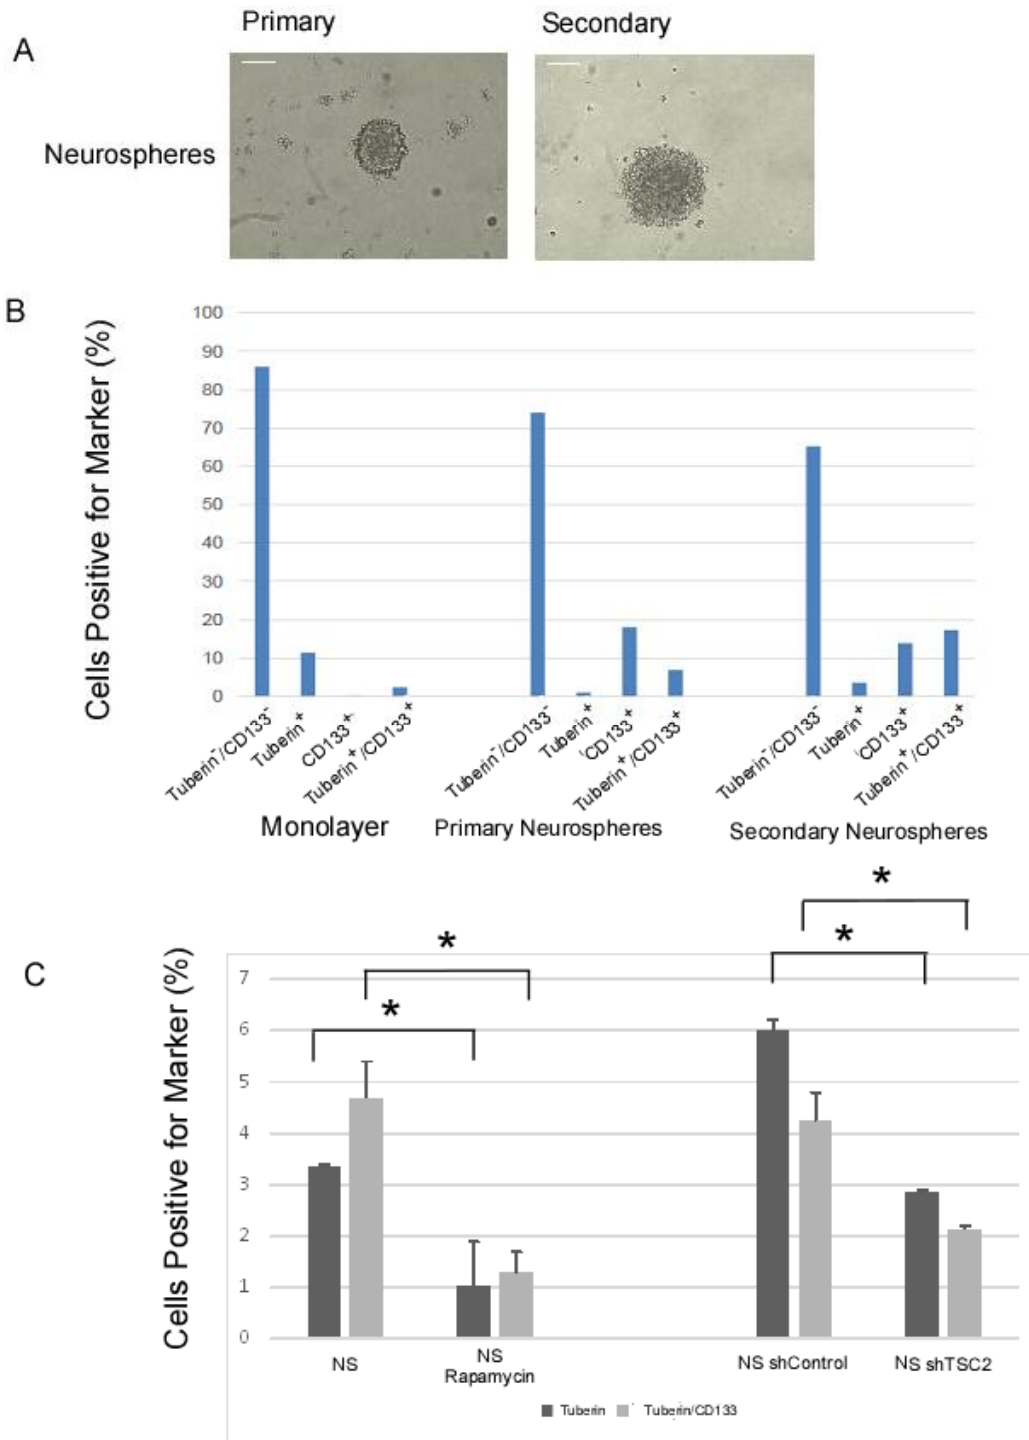 Primary
Secondary
A
Neurospheres
B
Cells Positive for Marker (%)
100
90
80
70
60
50
40
30
20
10
0
Tuberin⁻/CD133⁻
Tuberin⁺
CD133⁺
Tuberin⁺/CD133⁺
Tuberin⁻/CD133⁻
Tuberin⁺
CD133⁺
Tuberin⁺/CD133⁺
Tuberin⁻/CD133⁻
Tuberin⁺
CD133⁺
Tuberin⁺/CD133⁺
Monolayer
Primary Neurospheres
Secondary Neurospheres
C
Cells Positive for Marker (%)
7
6
5
4
3
2
1
0
*
*
*
*
NS
NS
Rapamycin
NS shControl
NS shTSC2
Tuberin
Tuberin/CD133